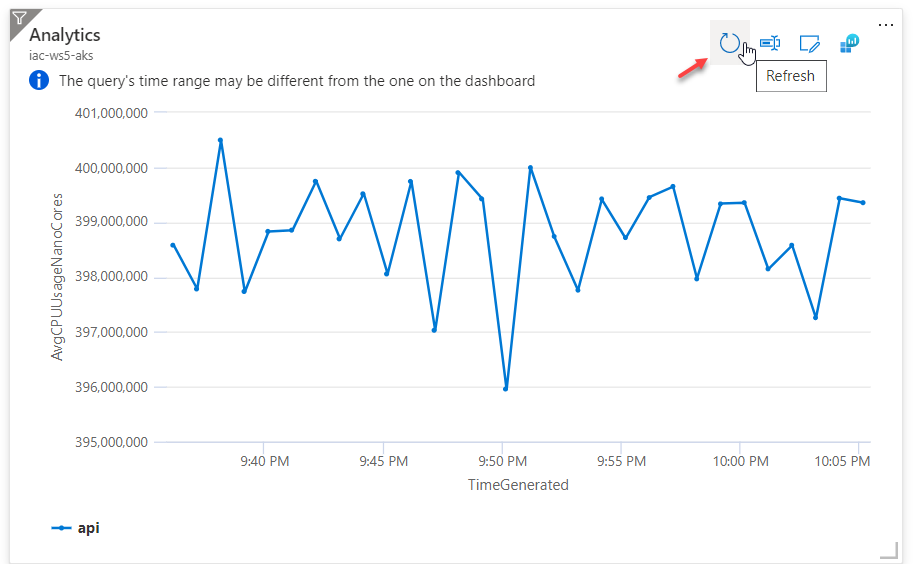 Analytics
iac-ws5-aks
The query's time range may be different from the one on the dashboard
Refresh
401,000,000
400,000,000
399,000,000
398,000,000
397,000,000
396,000,000
395,000,000
AvgCPUUsageNanoCores
9:40 PM 9:45 PM 9:50 PM 9:55 PM 10:00 PM 10:05 PM
TimeGenerated
api